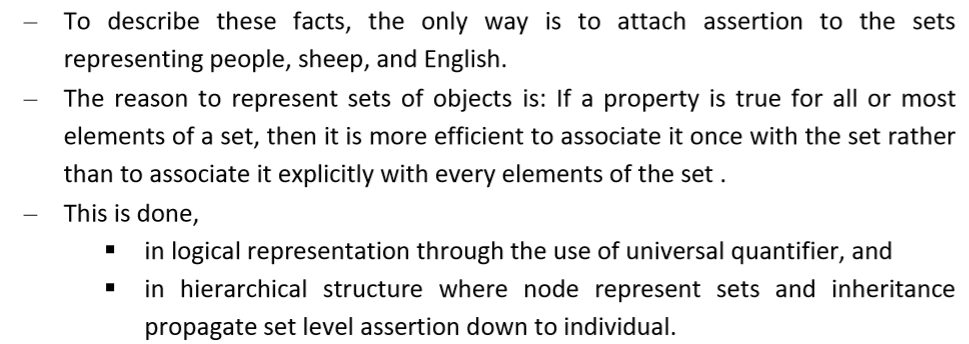 – To describe these facts, the only way is to attach assertion to the sets
representing people, sheep, and English.
– The reason to represent sets of objects is: If a property is true for all or most
elements of a set, then it is more efficient to associate it once with the set rather
than to associate it explicitly with every elements of the set .
– This is done,
▪ in logical representation through the use of universal quantifier, and
▪ in hierarchical structure where node represent sets and inheritance
propagate set level assertion down to individual.